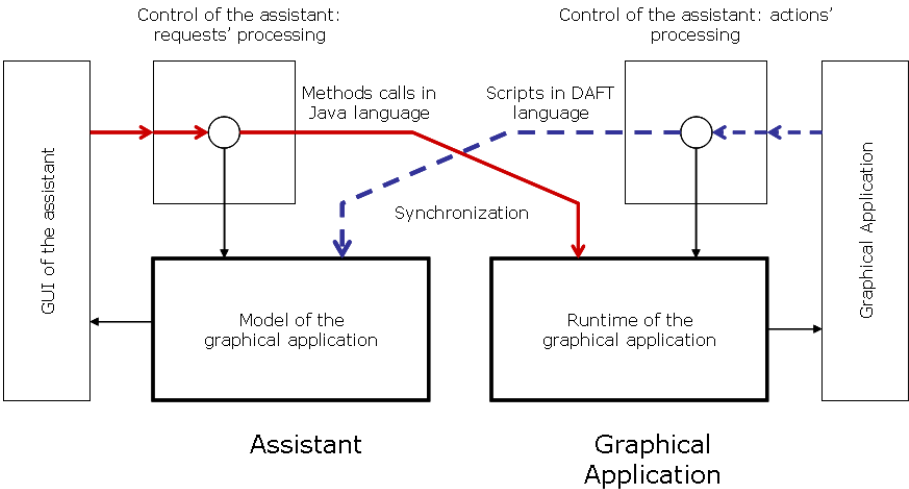 Control of the assistant:
requests' processing
Control of the assistant: actions'
processing
Methods calls in
Java language
Scripts in DAFT
language
Synchronization
GUI of the assistant
Graphical Application
Model of the
graphical application
Runtime of the
graphical application
Assistant
Graphical
Application